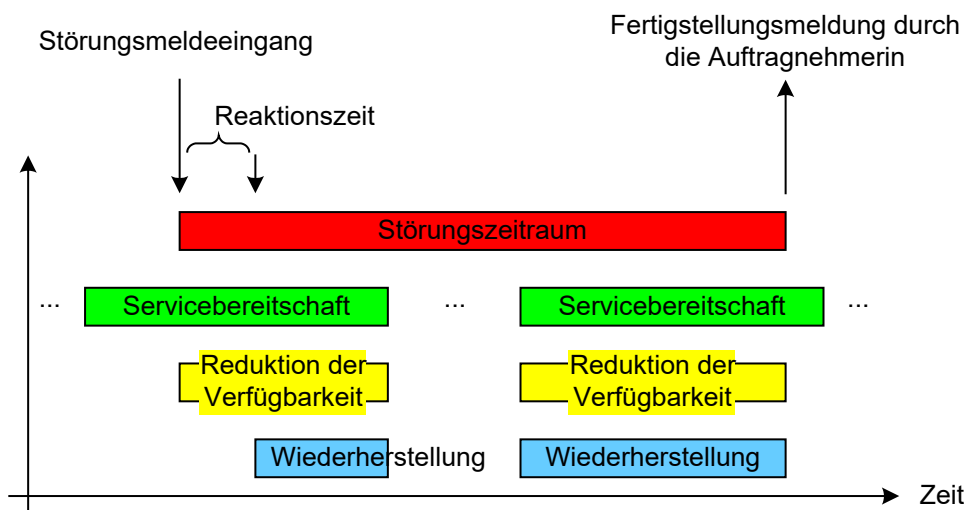 Störungsmeldeeingang
Fertigstellungsmeldung durch
die Auftragnehmerin
Reaktionszeit
Störungszeitraum
... Servicebereitschaft ... Servicebereitschaft ...
Reduktion der
Verfügbarkeit
Reduktion der
Verfügbarkeit
Wiederherstellung Wiederherstellung
Zeit